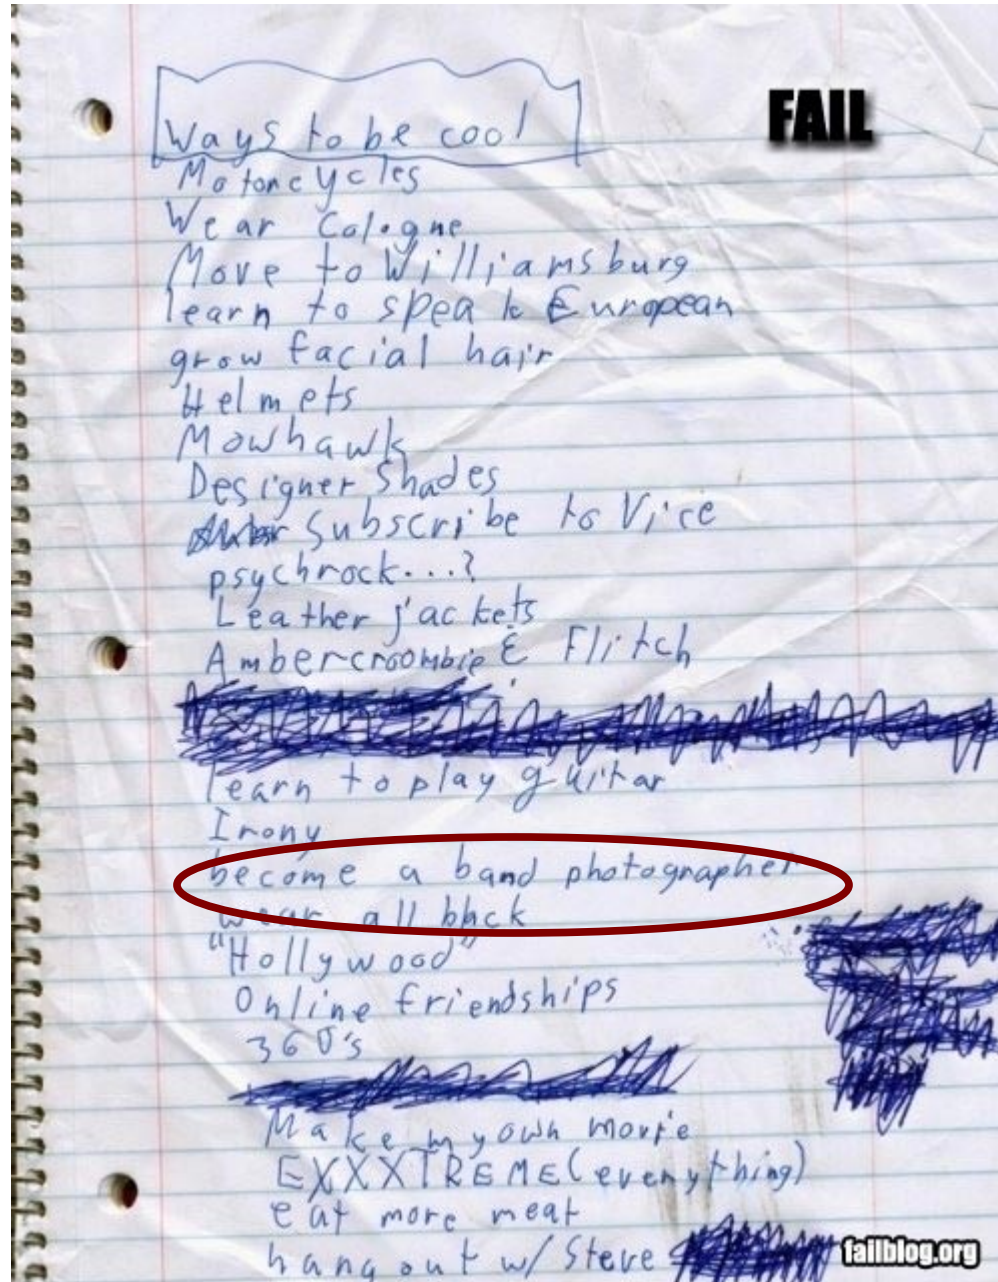 FAIL
Ways to be cool
Motorcycles
Wear Cologne
Move to Williamsburg
learn to speak European
grow facial hair
Helmets
Mowhawk
Designer Shades
Subscribe to Vice
psychrock...?
Leather jackets
Ambercroombie & Flitch
learn to play guitar
Irony
become a band photographer
wear all black
"Hollywood"
Online friendships
360's
Make my own movie
EXXXTREME (everything)
eat more meat
hang out w/ Steve
failblog.org